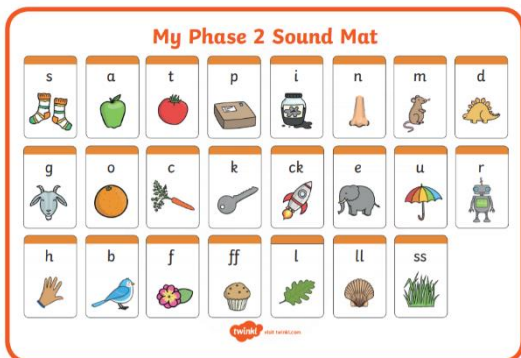 My Phase 2 Sound Mat
s a t p i n m d
g o c k ck e u r
h b f ff l ll ss
twinkl visit twinkl.com